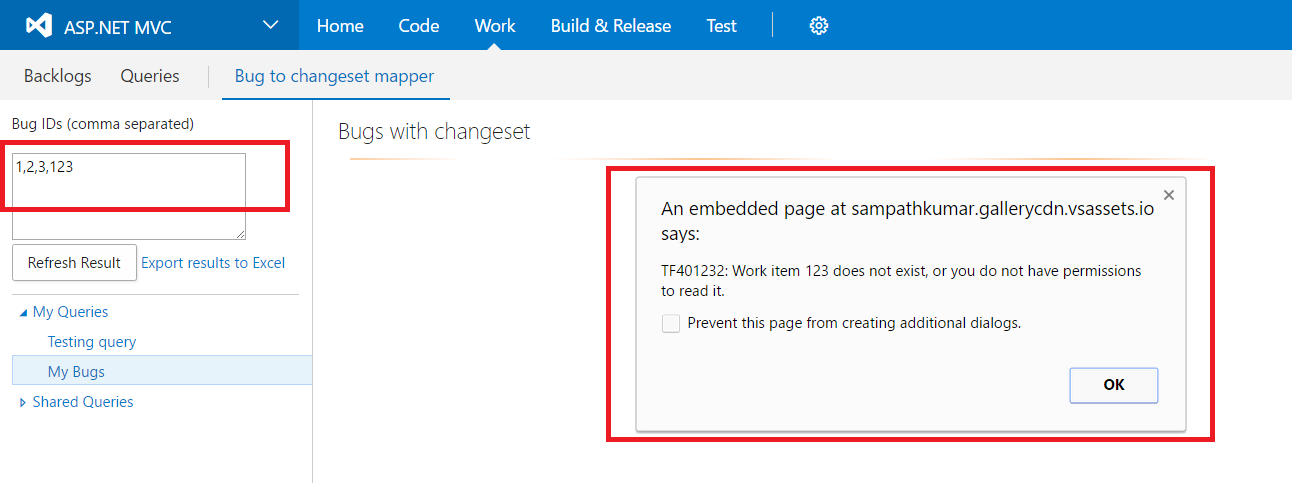 ASP.NET MVC
Home
Code
Work
Build & Release
Test
Backlogs
Queries
Bug to changeset mapper
Bug IDs (comma separated)
1,2,3,123
Refresh Result
Export results to Excel
My Queries
Testing query
My Bugs
Shared Queries
Bugs with changeset
An embedded page at sampathkumar.gallerycdn.vsassets.io
says:
TF401232: Work item 123 does not exist, or you do not have permissions
to read it.
Prevent this page from creating additional dialogs.
OK